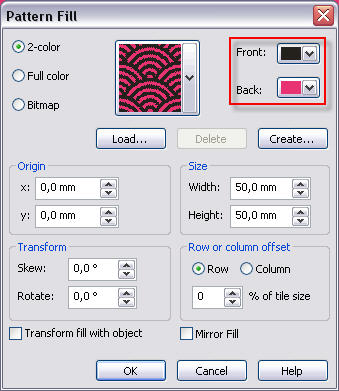 Pattern Fill
2-color
Full color
Bitmap
Front:
Back:
Load...
Delete
Create...
Origin
x: 0,0 mm
y: 0,0 mm
Size
Width: 50,0 mm
Height: 50,0 mm
Transform
Skew: 0,0 °
Rotate: 0,0 °
Row or column offset
Row
Column
0 % of tile size
Transform fill with object
Mirror Fill
OK
Cancel
Help